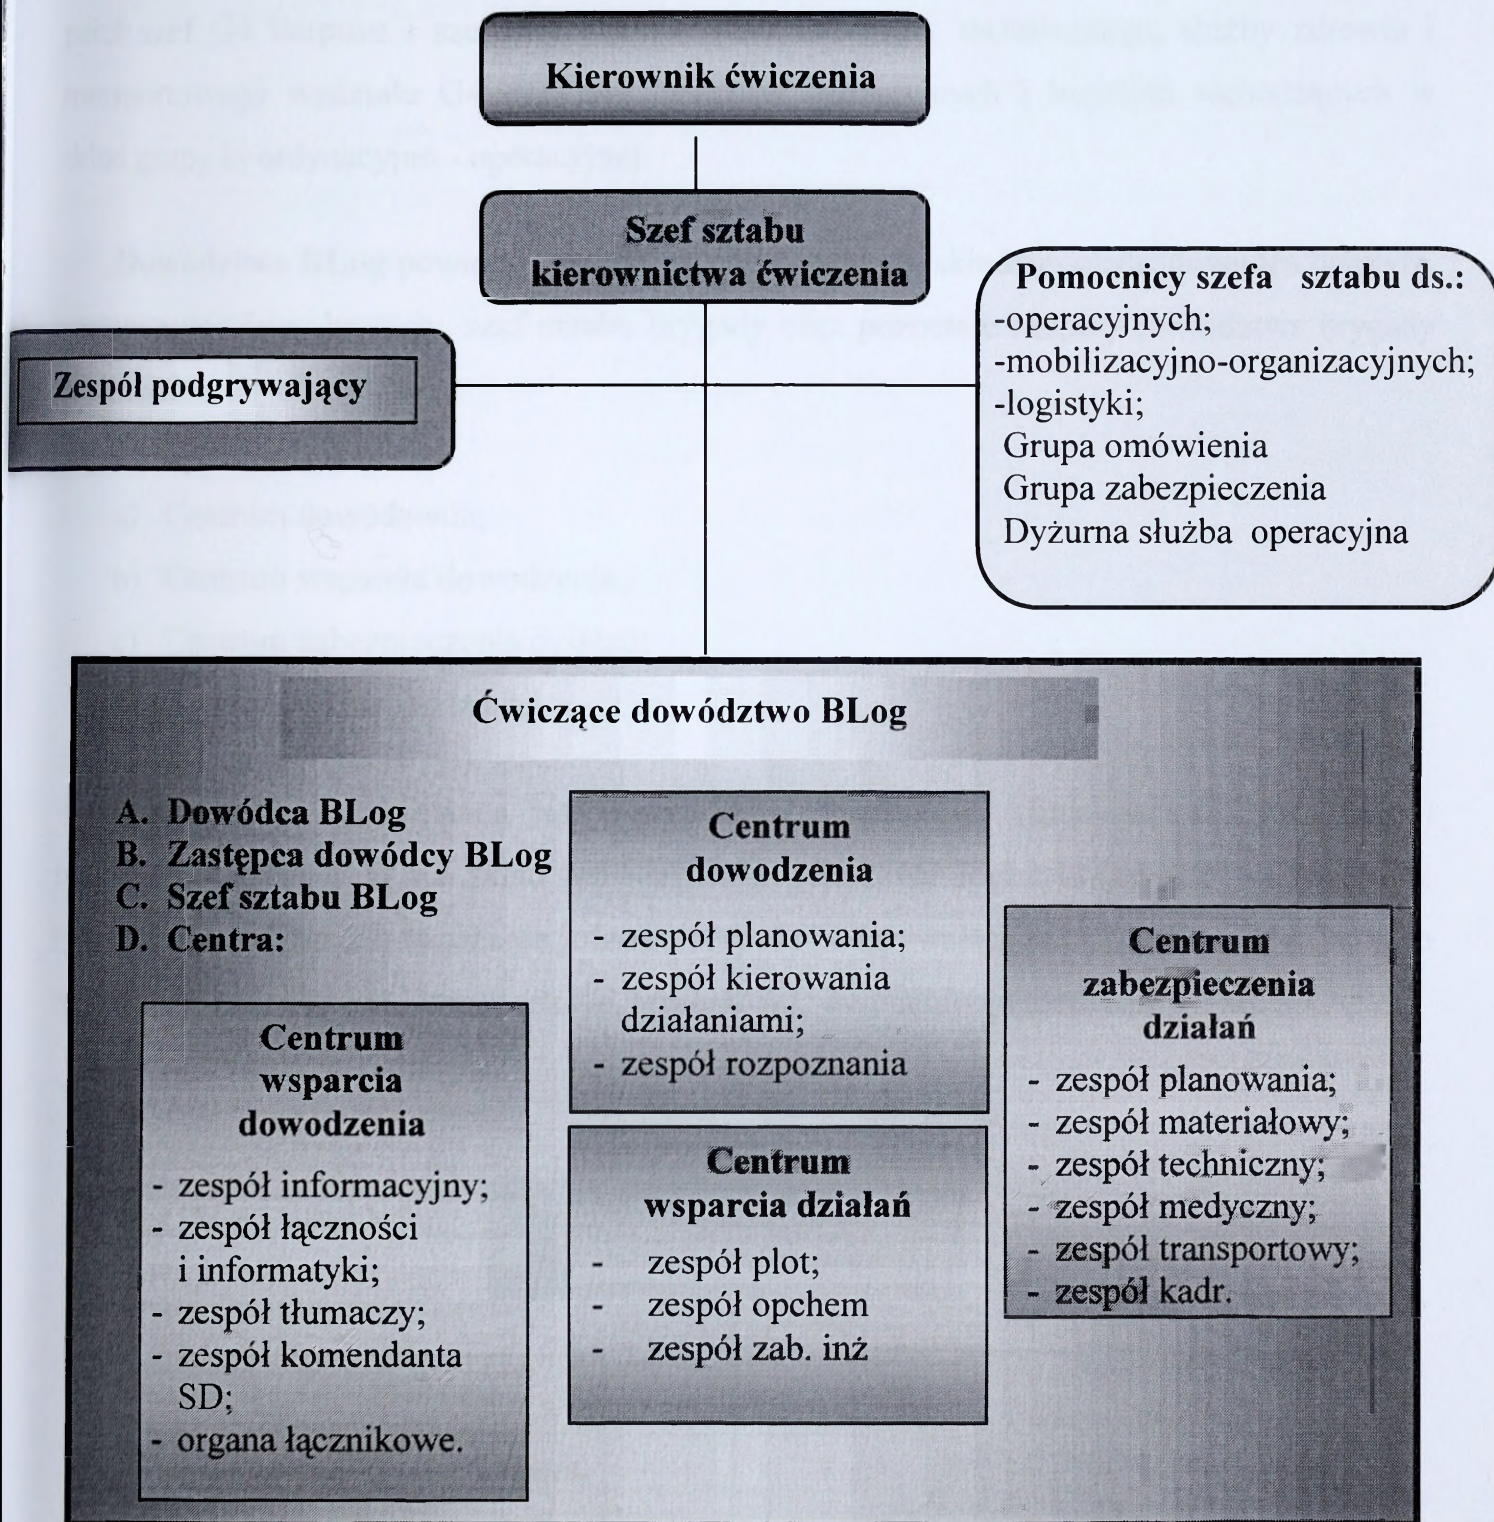 Kierownik ćwiczenia
Szef sztabu
kierownictwa ćwiczenia
Zespół podgrywający
Pomocnicy szefa sztabu ds.:
-operacyjnych;
-mobilizacyjno-organizacyjnych;
-logistyki;
Grupa omówienia
Grupa zabezpieczenia
Dyżurna służba operacyjna
Ćwiczące dowództwo BLog
A. Dowódca BLog
B. Zastępca dowódcy BLog
C. Szef sztabu BLog
D. Centra:
Centrum
wsparcia
dowodzenia
- zespół informacyjny;
- zespół łączności
i informatyki;
- zespół tłumaczy;
- zespół komendanta
SD;
- organa łącznikowe.
Centrum
dowodzenia
- zespół planowania;
- zespół kierowania
działaniami;
- zespół rozpoznania
Centrum
wsparcia działań
- zespół plot;
- zespół opchem
- zespół zab. inż
Centrum
zabezpieczenia
działań
- zespół planowania;
- zespół materiałowy;
- zespół techniczny;
- zespół medyczny;
- zespół transportowy;
- zespół kadr.